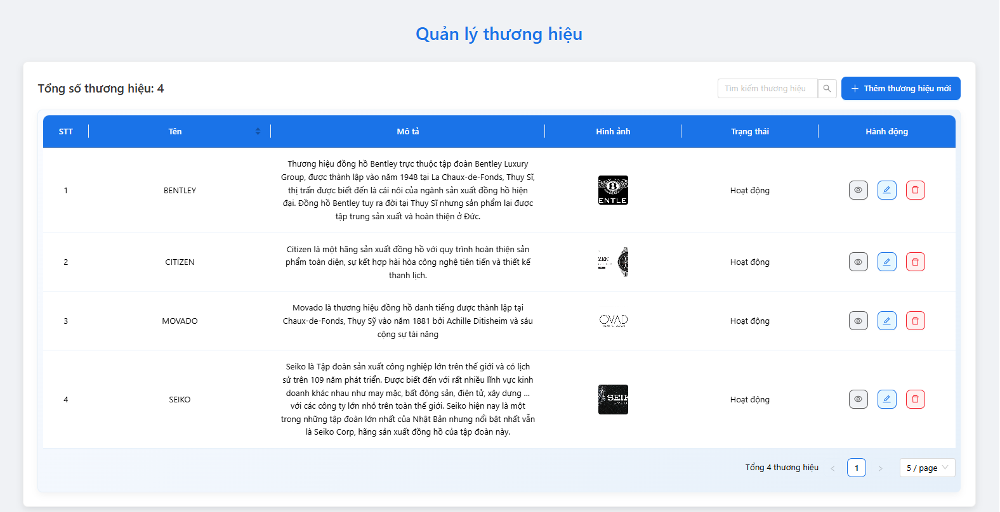 Quản lý thương hiệu
Tổng số thương hiệu: 4
Tìm kiếm thương hiệu
Thêm thương hiệu mới
STT Tên Mô tả Hình ảnh Trạng thái Hành động
Thương hiệu đồng hồ Bentley trực thuộc tập đoàn Bentley Luxury
Group, được thành lập vào năm 1948 tại La Chaux-de-Fonds, Thụy Sĩ,
1 BENTLEY thị trấn được biết đến là cái nôi của ngành sản xuất đồng hồ hiện Hoạt động
đại. Đồng hồ Bentley tuy ra đời tại Thụy Sĩ nhưng sản phẩm lại được
tập trung sản xuất và hoàn thiện ở Đức.
B
ENTLE
Citizen là một hãng sản xuất đồng hồ với quy trình hoàn thiện sản
2 CITIZEN phẩm toàn diện, sự kết hợp hài hòa công nghệ tiên tiến và thiết kế Hoạt động
thanh lịch.
ZEN
Movado là thương hiệu đồng hồ danh tiếng được thành lập tại
3 MOVADO Chaux-de-Fonds, Thụy Sỹ vào năm 1881 bởi Achille Ditisheim và sáu OVAD Hoạt động
cộng sự tài năng
Seiko là Tập đoàn sản xuất công nghiệp lớn trên thế giới và có lịch
sử trên 109 năm phát triển. Được biết đến với rất nhiều lĩnh vực kinh
doanh khác nhau như may mặc, bất động sản, điện tử, xây dựng ...
4 SEIKO với các công ty lớn nhỏ trên toàn thế giới. Seiko hiện nay là một SEIK Hoạt động
trong những tập đoàn lớn nhất của Nhật Bản nhưng nổi bật nhất vẫn
là Seiko Corp, hãng sản xuất đồng hồ của tập đoàn này.
Tổng 4 thương hiệu 1 5 / page